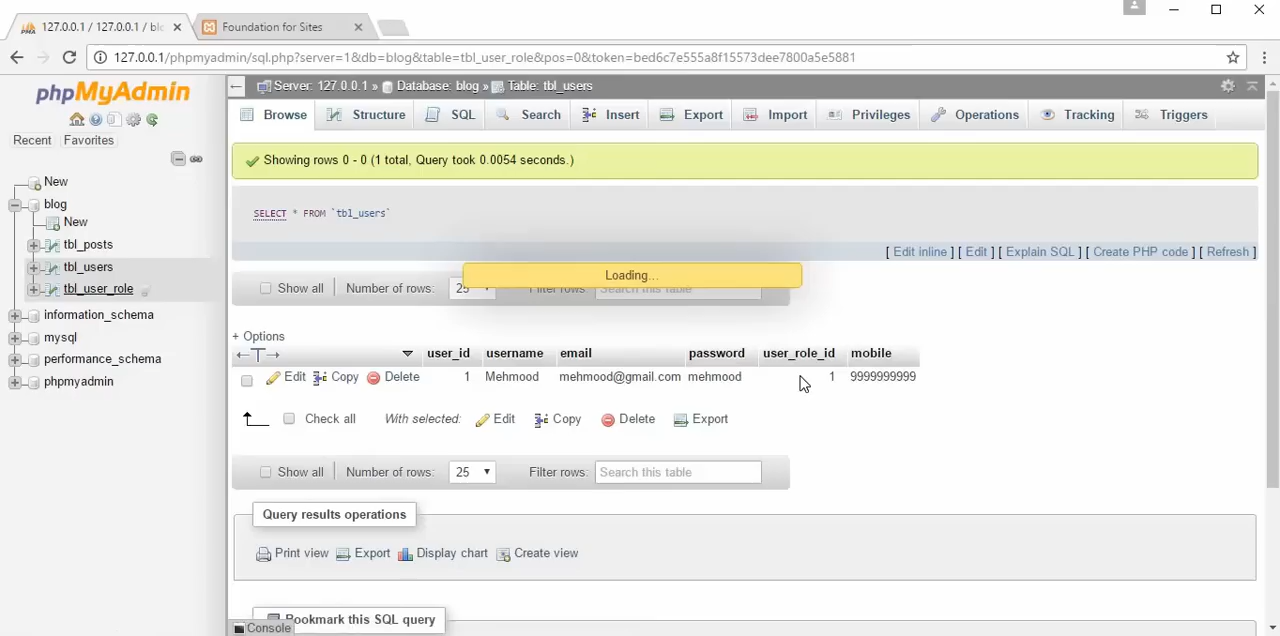 127.0.0.1 / 127.0.0.1 / blo
Foundation for Sites
127.0.0.1/phpmyadmin/sql.php?server=1&db=blog&table=tbl_user_role&pos=0&token=bed6c7e555a8f15573dee7800a5e5881
phpMyAdmin
Recent Favorites
New
blog
New
tbl_posts
tbl_users
tbl_user_role
information_schema
mysql
performance_schema
phpmyadmin
Server: 127.0.0.1 » Database: blog » Table: tbl_users
Browse Structure SQL Search Insert Export Import Privileges Operations Tracking Triggers
Showing rows 0 - 0 (1 total, Query took 0.0054 seconds.)
SELECT * FROM `tbl_users`
[ Edit inline ] [ Edit ] [ Explain SQL ] [ Create PHP code ] [ Refresh ]
Loading...
Show all Number of rows: 25 Filter rows: Search this table
+ Options
user_id username email password user_role_id mobile
Edit Copy Delete 1 Mehmood mehmood@gmail.com mehmood 1 9999999999
Check all With selected: Edit Copy Delete Export
Show all Number of rows: 25 Filter rows: Search this table
Query results operations
Print view Export Display chart Create view
Bookmark this SQL query
Console